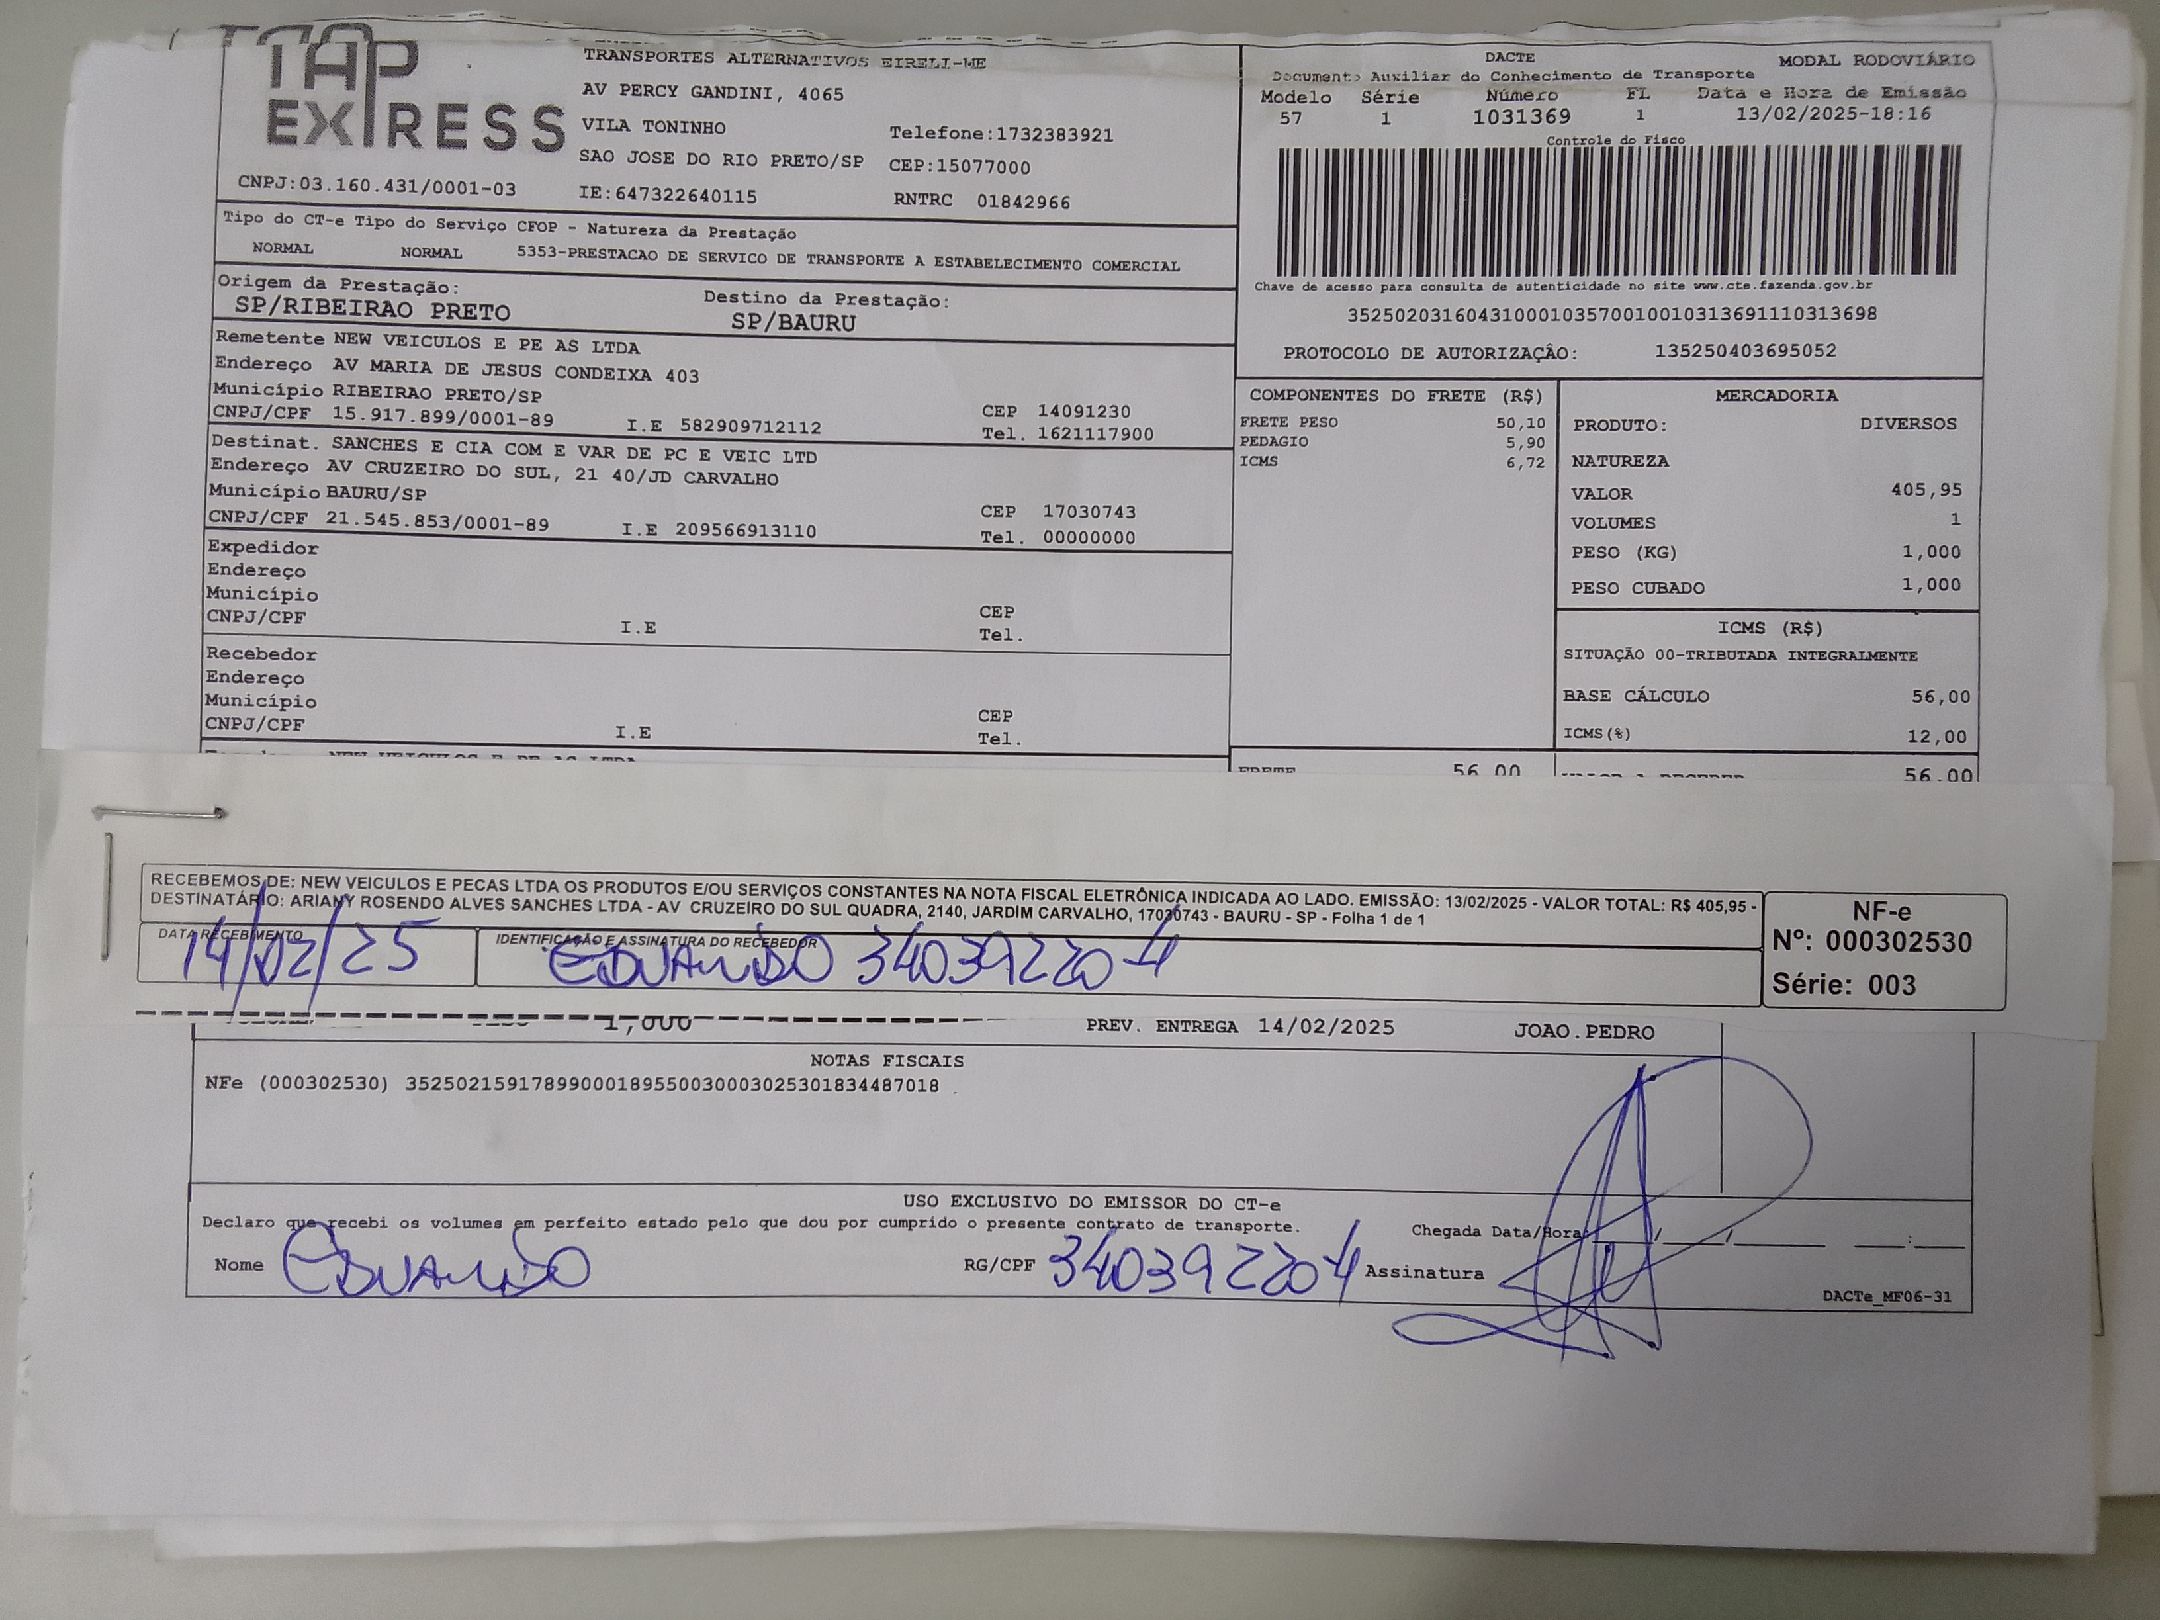 TAP
EXPRESS
TRANSPORTES ALTERNATIVOS EIRELI-ME
AV PERCY GANDINI, 4065
VILA TONINHO Telefone:1732383921
SAO JOSE DO RIO PRETO/SP CEP:15077000
CNPJ:03.160.431/0001-03 IE:647322640115 RNTRC 01842966
DACTE MODAL RODOVIÁRIO
Documento Auxiliar do Conhecimento de Transporte
Modelo Série Número FL Data e Hora de Emissão
57 1 1031369 1 13/02/2025-18:16
Controle do Fisco
Chave de acesso para consulta de autenticidade no site www.cte.fazenda.gov.br
35250203160431000103570010010313691110313698
PROTOCOLO DE AUTORIZAÇÂO: 135250403695052
Tipo do CT-e Tipo do Serviço CFOP - Natureza da Prestação
NORMAL NORMAL 5353-PRESTACAO DE SERVICO DE TRANSPORTE A ESTABELECIMENTO COMERCIAL
Origem da Prestação: Destino da Prestação:
SP/RIBEIRAO PRETO SP/BAURU
Remetente NEW VEICULOS E PE AS LTDA
Endereço AV MARIA DE JESUS CONDEIXA 403
Município RIBEIRAO PRETO/SP CEP 14091230
CNPJ/CPF 15.917.899/0001-89 I.E 582909712112 Tel. 1621117900
Destinat. SANCHES E CIA COM E VAR DE PC E VEIC LTD
Endereço AV CRUZEIRO DO SUL, 21 40/JD CARVALHO
Município BAURU/SP CEP 17030743
CNPJ/CPF 21.545.853/0001-89 I.E 209566913110 Tel. 00000000
Expedidor
Endereço
Município CEP
CNPJ/CPF I.E Tel.
Recebedor
Endereço
Município CEP
CNPJ/CPF I.E Tel.
NEW VEICULOS E PE AS LTDA
COMPONENTES DO FRETE (R$)
FRETE PESO 50,10
PEDAGIO 5,90
ICMS 6,72
MERCADORIA
PRODUTO: DIVERSOS
NATUREZA
VALOR 405,95
VOLUMES 1
PESO (KG) 1,000
PESO CUBADO 1,000
ICMS (R$)
SITUAÇÃO 00-TRIBUTADA INTEGRALMENTE
BASE CÁLCULO 56,00
ICMS(%) 12,00
FRETE 56,00 VALOR A RECEBER 56,00
RECEBEMOS DE: NEW VEICULOS E PECAS LTDA OS PRODUTOS E/OU SERVIÇOS CONSTANTES NA NOTA FISCAL ELETRÔNICA INDICADA AO LADO. EMISSÃO: 13/02/2025 - VALOR TOTAL: R$ 405,95 -
DESTINATÁRIO: ARIANY ROSENDO ALVES SANCHES LTDA - AV CRUZEIRO DO SUL QUADRA, 2140, JARDIM CARVALHO, 17030743 - BAURU - SP - Folha 1 de 1
DATA RECEBIMENTO IDENTIFICAÇÃO E ASSINATURA DO RECEBEDOR
14/02/25 EDUARDO 340392204
NF-e
Nº: 000302530
Série: 003
1,000 PREV. ENTREGA 14/02/2025 JOAO.PEDRO
NOTAS FISCAIS
NFe (000302530) 35250215917899000189550030003025301834487018
USO EXCLUSIVO DO EMISSOR DO CT-e
Declaro que recebi os volumes em perfeito estado pelo que dou por cumprido o presente contrato de transporte. Chegada Data/Hora: __/__/____ __:__
Nome EDUARDO RG/CPF 340392204 Assinatura
DACTe_MF06-31